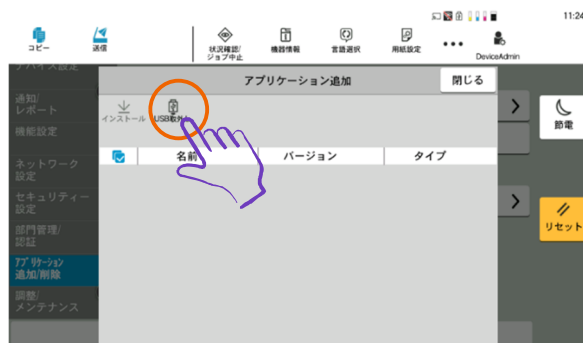 11:24
コピー
送信
状況確認/
ジョブ中止
機器情報
言語選択
用紙設定
DeviceAdmin
デバイス設定
通知/
レポート
機能設定
ネットワーク
設定
セキュリティー
設定
部門管理/
認証
アプリケーション
追加/削除
調整/
メンテナンス
アプリケーション追加
閉じる
インストール
USB取外し
名前
バージョン
タイプ
節電
リセット